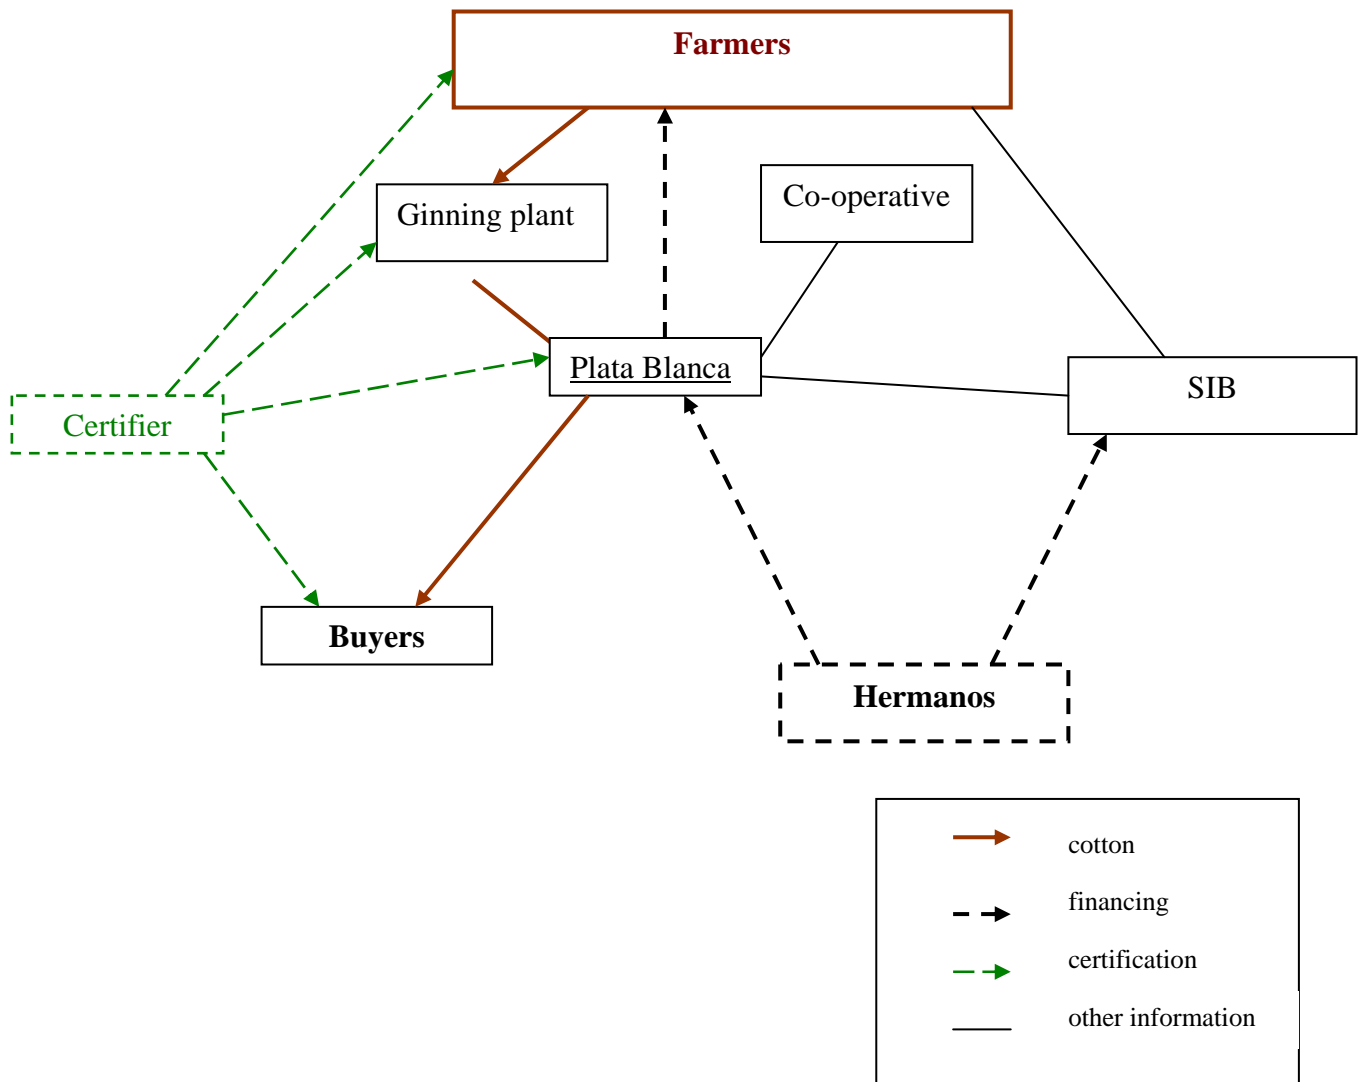 Farmers
Co-operative
Ginning plant
Plata Blanca
SIB
Certifier
Buyers
Hermanos
cotton
financing
certification
other information